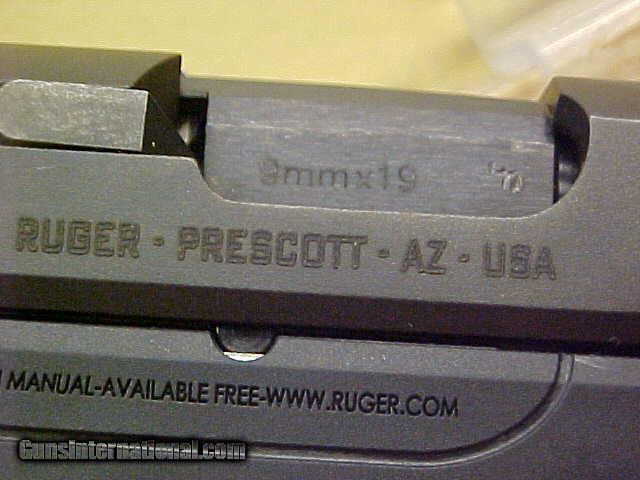 9mmx19
RUGER - PRESCOTT - AZ - USA
MANUAL-AVAILABLE FREE-WWW.RUGER.COM
GunsInternational.com